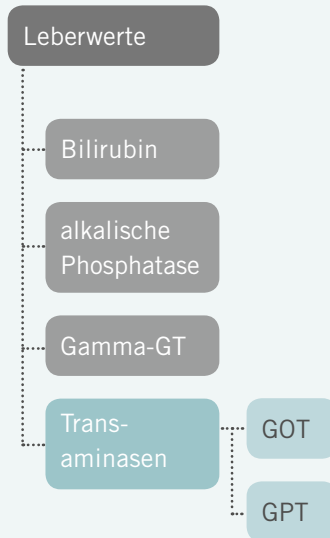 Leberwerte
Bilirubin
alkalische
Phosphatase
Gamma-GT
Trans-
aminasen
GOT
GPT